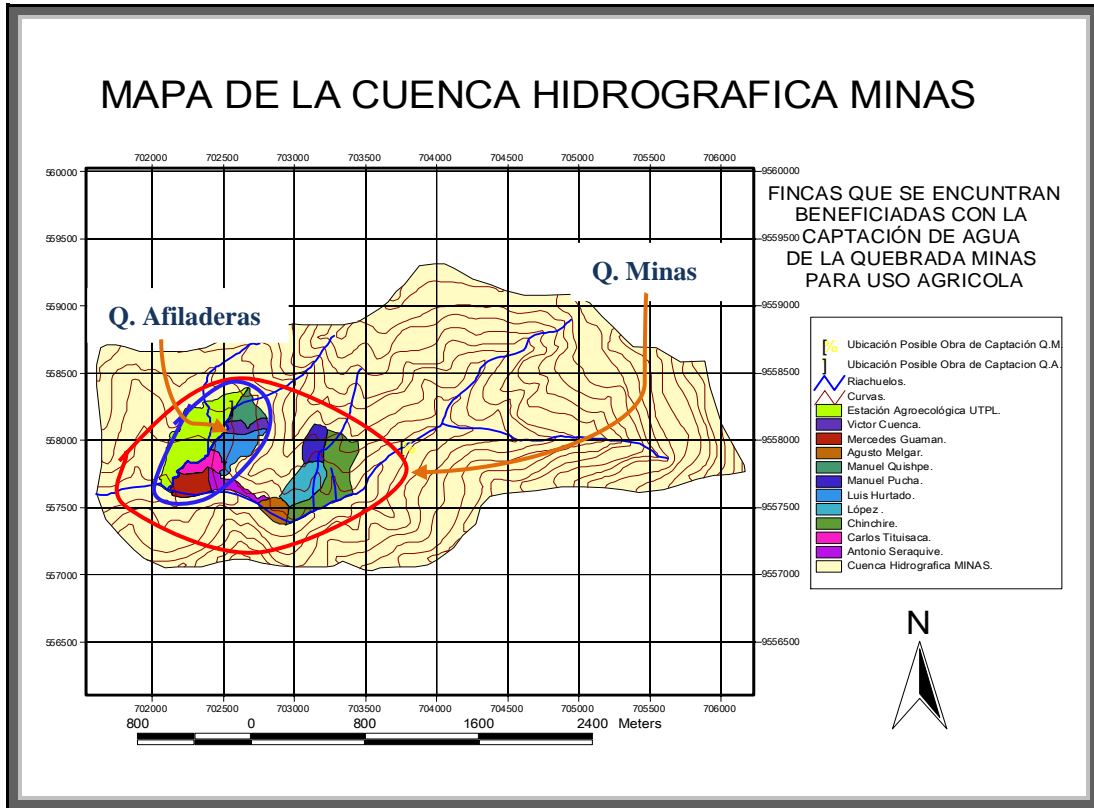 MAPA DE LA CUENCA HIDROGRAFICA MINAS
702000 702500 703000 703500 704000 704500 705000 705500 706000
560000
559500
559000
558500
558000
557500
557000
556500
9560000
9559500
9559000
9558500
9558000
9557500
9557000
9556500
Q. Afiladeras
Q. Minas
702000 702500 703000 703500 704000 704500 705000 705500 706000
800 0 800 1600 2400 Meters
FINCAS QUE SE ENCUNTRAN
BENEFICIADAS CON LA
CAPTACIÓN DE AGUA
DE LA QUEBRADA MINAS
PARA USO AGRICOLA
Ubicación Posible Obra de Captación Q.M.
Ubicación Posible Obra de Captacion Q.A.
Riachuelos.
Curvas.
Estación Agroecológica UTPL.
Victor Cuenca.
Mercedes Guaman.
Agusto Melgar.
Manuel Quishpe.
Manuel Pucha.
Luis Hurtado.
López .
Chinchire.
Carlos Tituisaca.
Antonio Seraquive.
Cuenca Hidrografica MINAS.
N